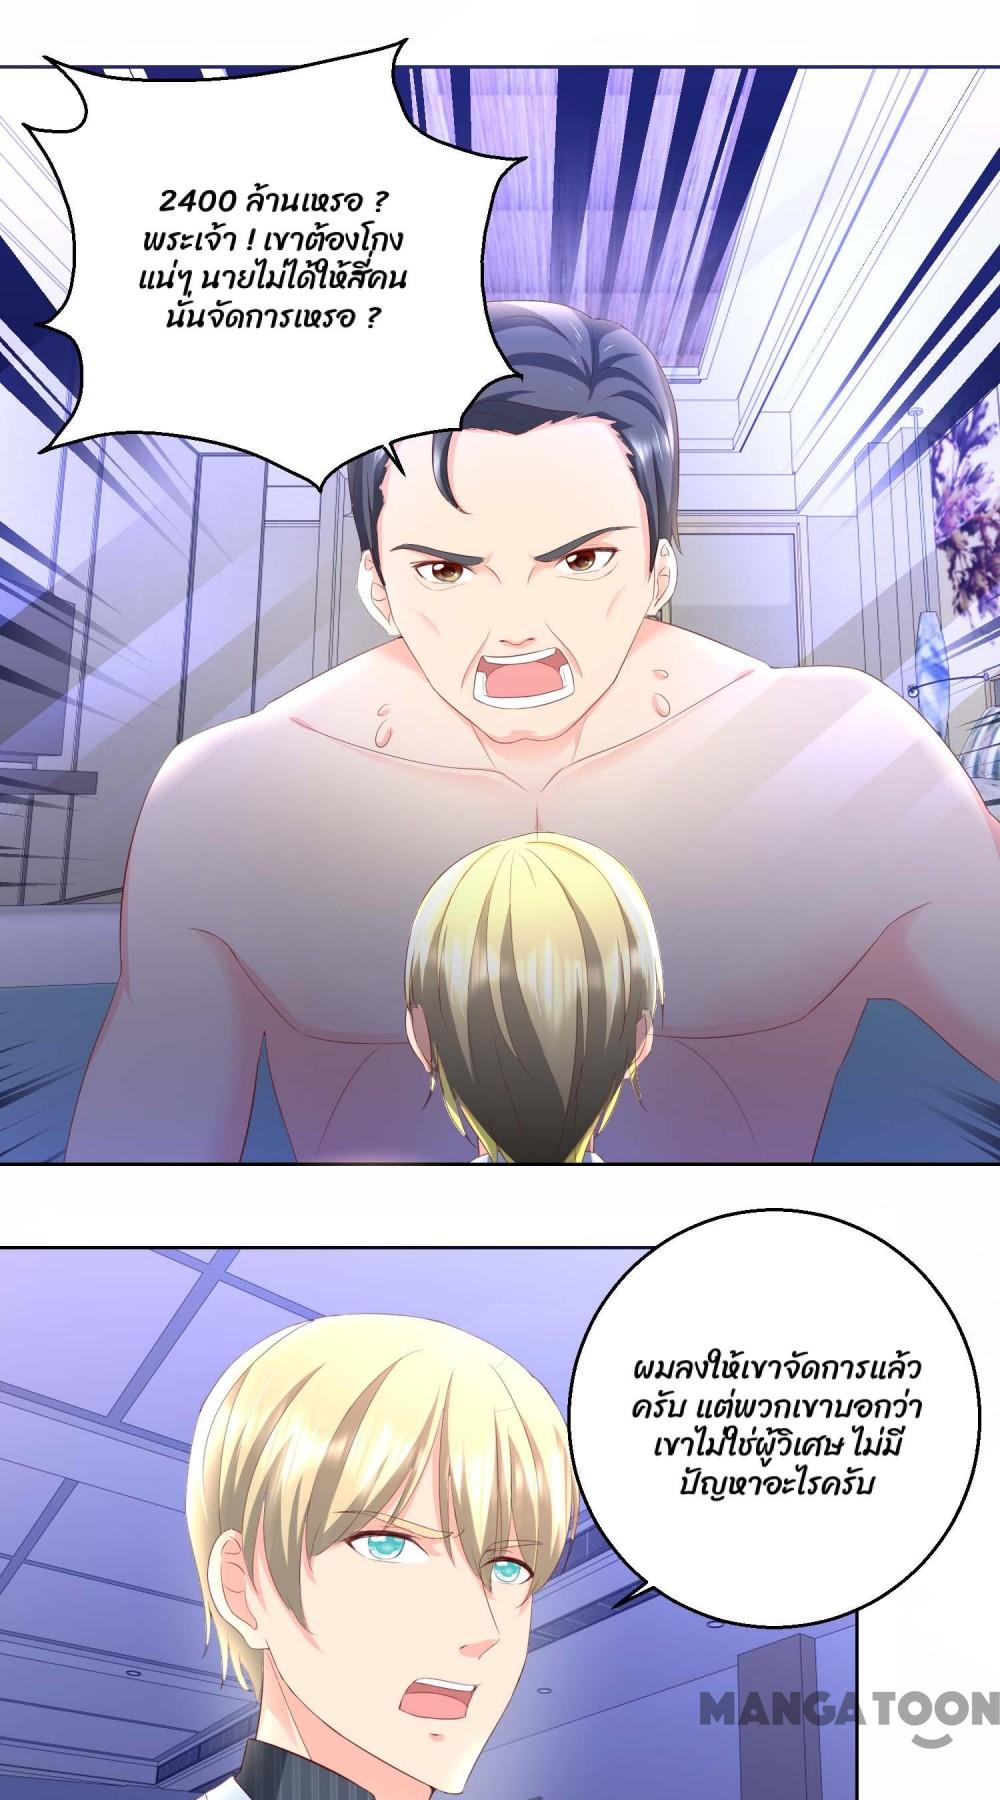 2400 ล้านเหรอ ?
พระเจ้า ! เขาต้องโกง
แน่ๆ นายไม่ได้ให้สี่คน
นั่นจัดการเหรอ ?
ผมลงให้เขาจัดการแล้ว
ครับ แต่พวกเขาบอกว่า
เขาไม่ใช่ผู้วิเศษ ไม่มี
ปัญหาอะไรครับ
MANGATOON